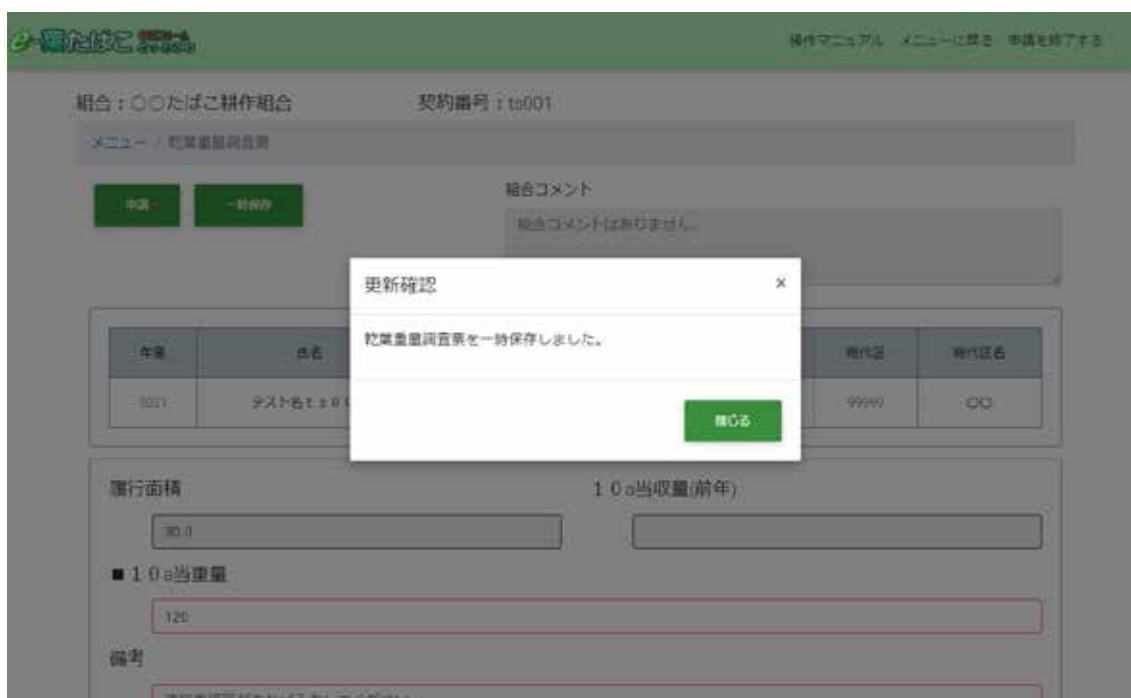 e-葉たばこ
操作マニュアル メニューに戻る 申請を終了する
組合：○○たばこ耕作組合 契約番号：ts001
メニュー / 乾葉重量調査票
申請 一時保存
組合コメント
組合コメントはありません。
更新確認 ×
乾葉重量調査票を一時保存しました。
閉じる
年産 氏名 総代区 総代区名
2021 テスト名ts00 99999 ○○
履行面積 １０a当収量(前年)
30.0
■１０a当重量
120
備考